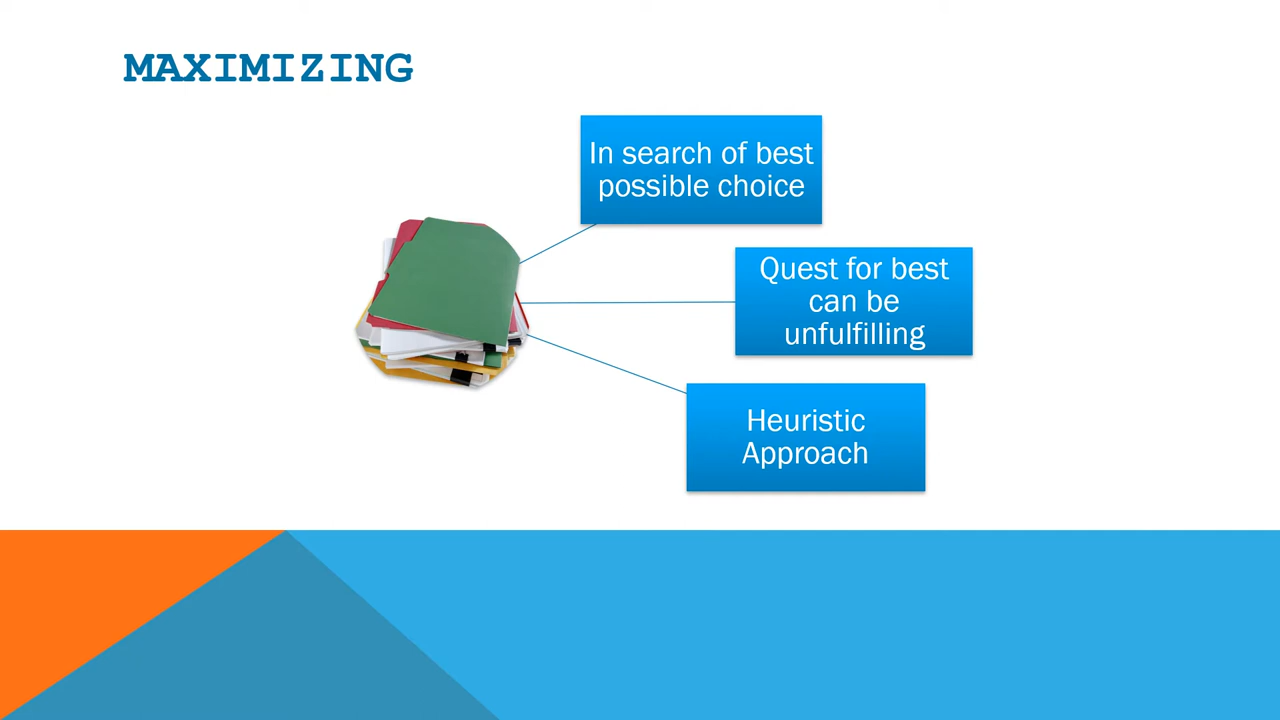 MAXIMIZING
In search of best
possible choice
Quest for best
can be
unfulfilling
Heuristic
Approach